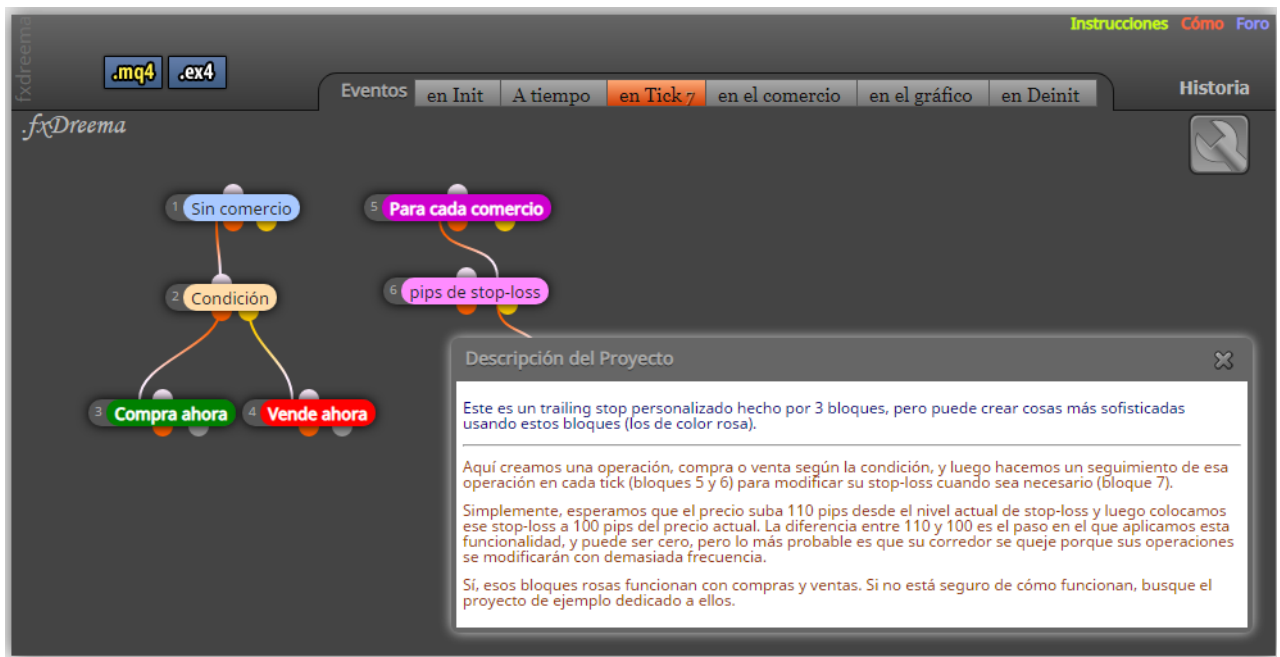 Instrucciones Cómo Foro
fxdreema
.mq4 .ex4
Eventos en Init A tiempo en Tick 7 en el comercio en el gráfico en Deinit Historia
.fxDreema
1 Sin comercio 5 Para cada comercio
2 Condición 6 pips de stop-loss
3 Compra ahora 4 Vende ahora
Descripción del Proyecto
Este es un trailing stop personalizado hecho por 3 bloques, pero puede crear cosas más sofisticadas
usando estos bloques (los de color rosa).
Aquí creamos una operación, compra o venta según la condición, y luego hacemos un seguimiento de esa
operación en cada tick (bloques 5 y 6) para modificar su stop-loss cuando sea necesario (bloque 7).
Simplemente, esperamos que el precio suba 110 pips desde el nivel actual de stop-loss y luego colocamos
ese stop-loss a 100 pips del precio actual. La diferencia entre 110 y 100 es el paso en el que aplicamos esta
funcionalidad, y puede ser cero, pero lo más probable es que su corredor se queje porque sus operaciones
se modificarán con demasiada frecuencia.
Sí, esos bloques rosas funcionan con compras y ventas. Si no está seguro de cómo funcionan, busque el
proyecto de ejemplo dedicado a ellos.